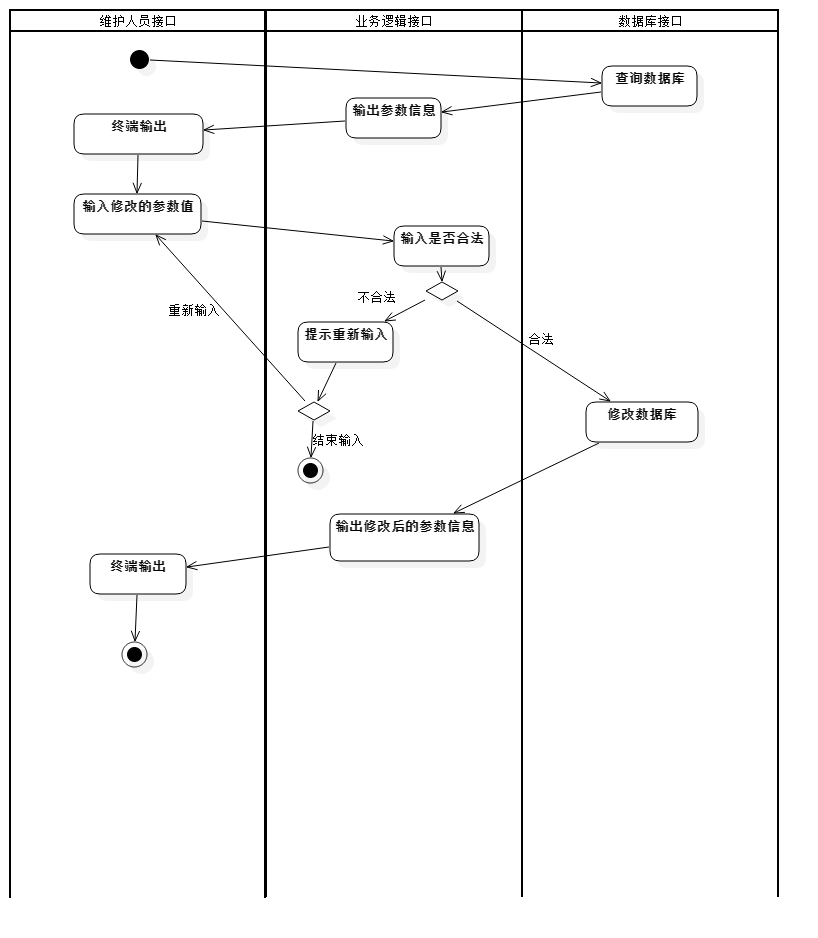 维护人员接口
业务逻辑接口
数据库接口
查询数据库
输出参数信息
终端输出
输入修改的参数值
输入是否合法
不合法
重新输入
提示重新输入
合法
修改数据库
结束输入
输出修改后的参数信息
终端输出